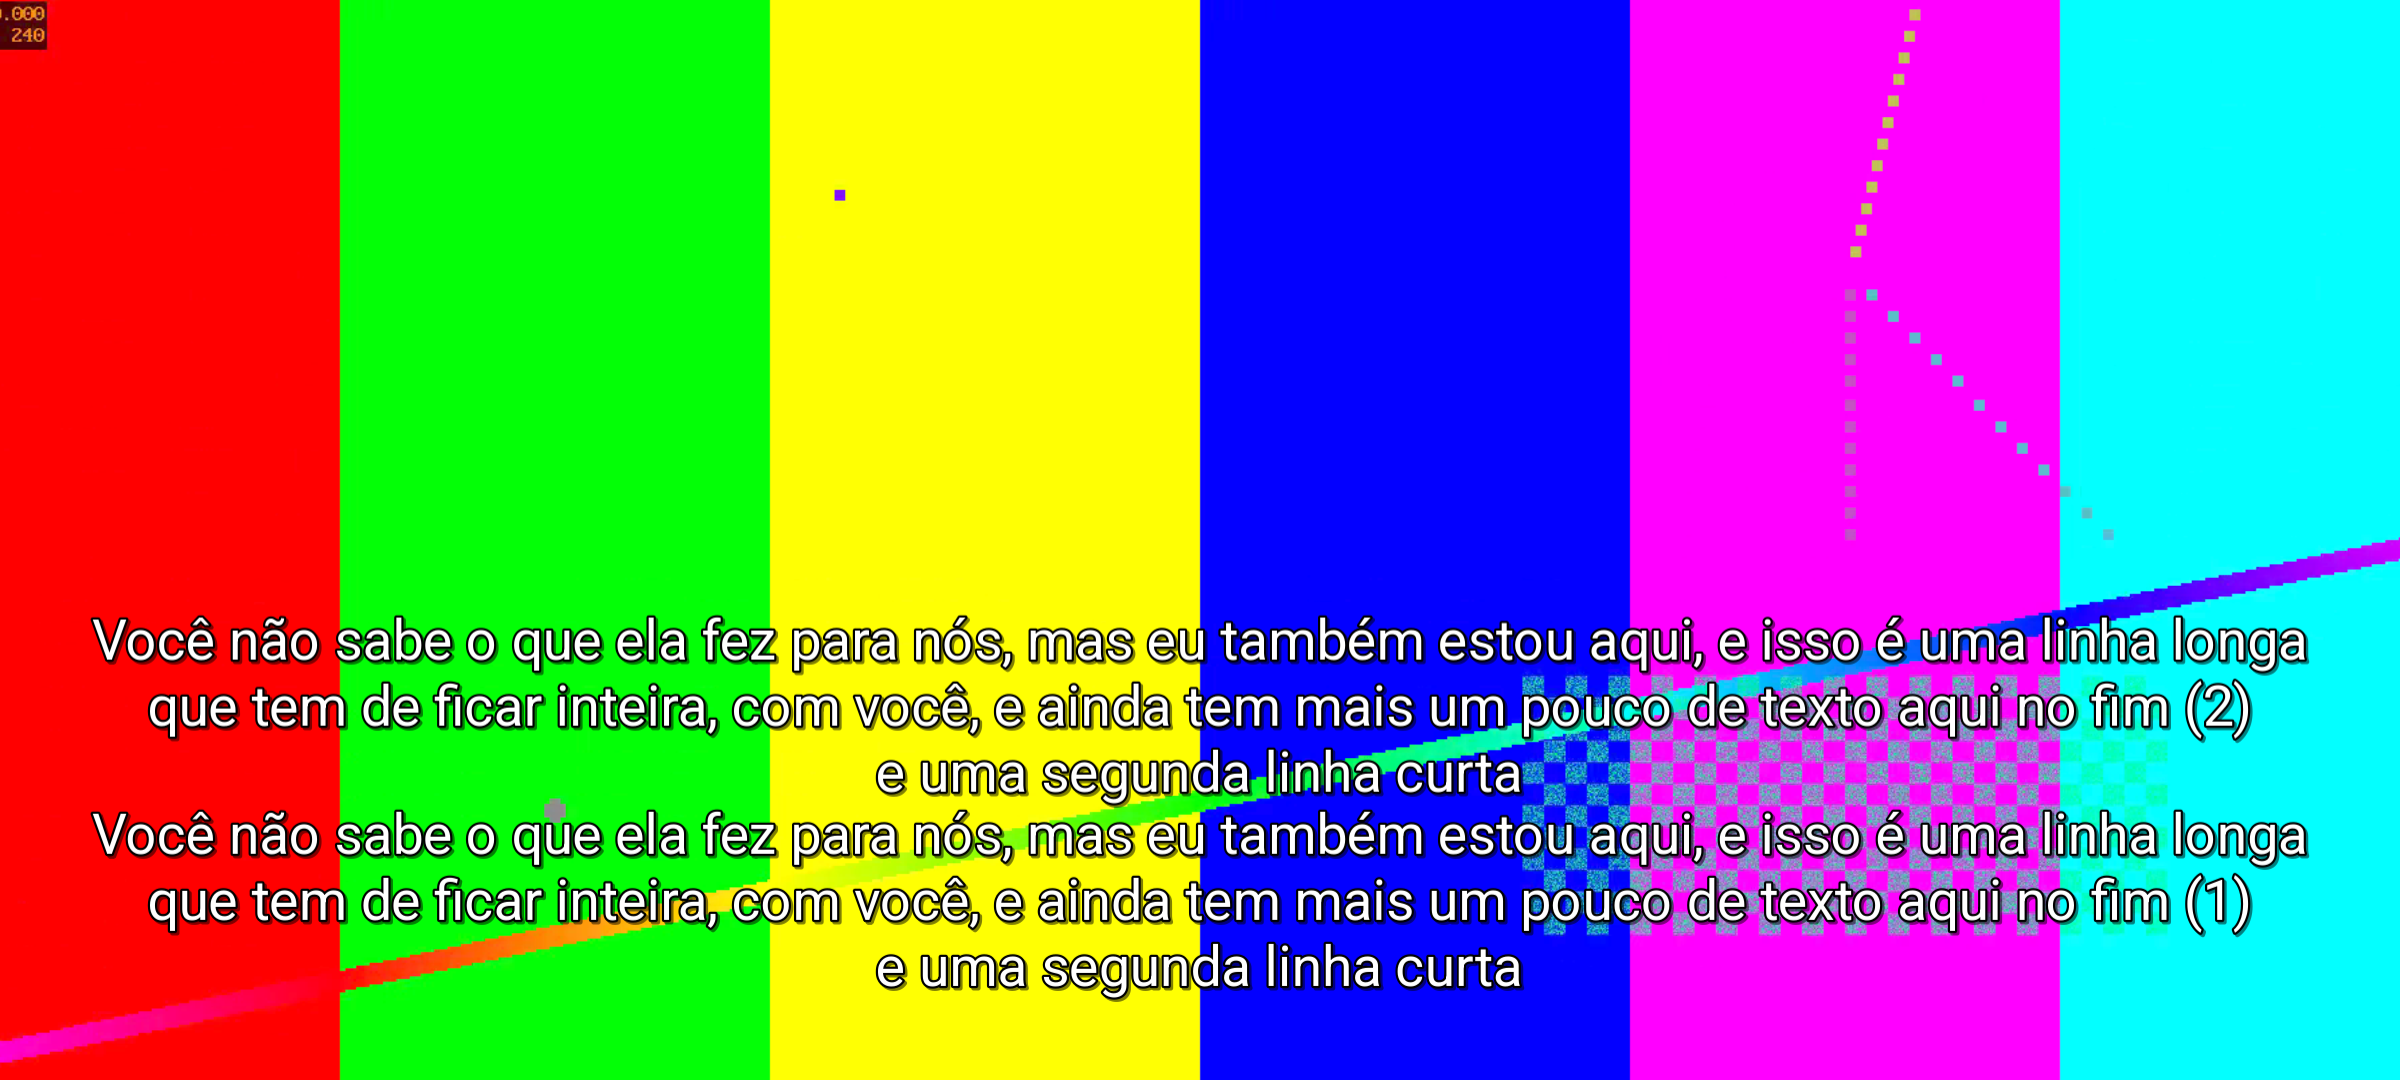 .000
240
Você não sabe o que ela fez para nós, mas eu também estou aqui, e isso é uma linha longa
que tem de ficar inteira, com você, e ainda tem mais um pouco de texto aqui no fim (2)
e uma segunda linha curta
Você não sabe o que ela fez para nós, mas eu também estou aqui, e isso é uma linha longa
que tem de ficar inteira, com você, e ainda tem mais um pouco de texto aqui no fim (1)
e uma segunda linha curta